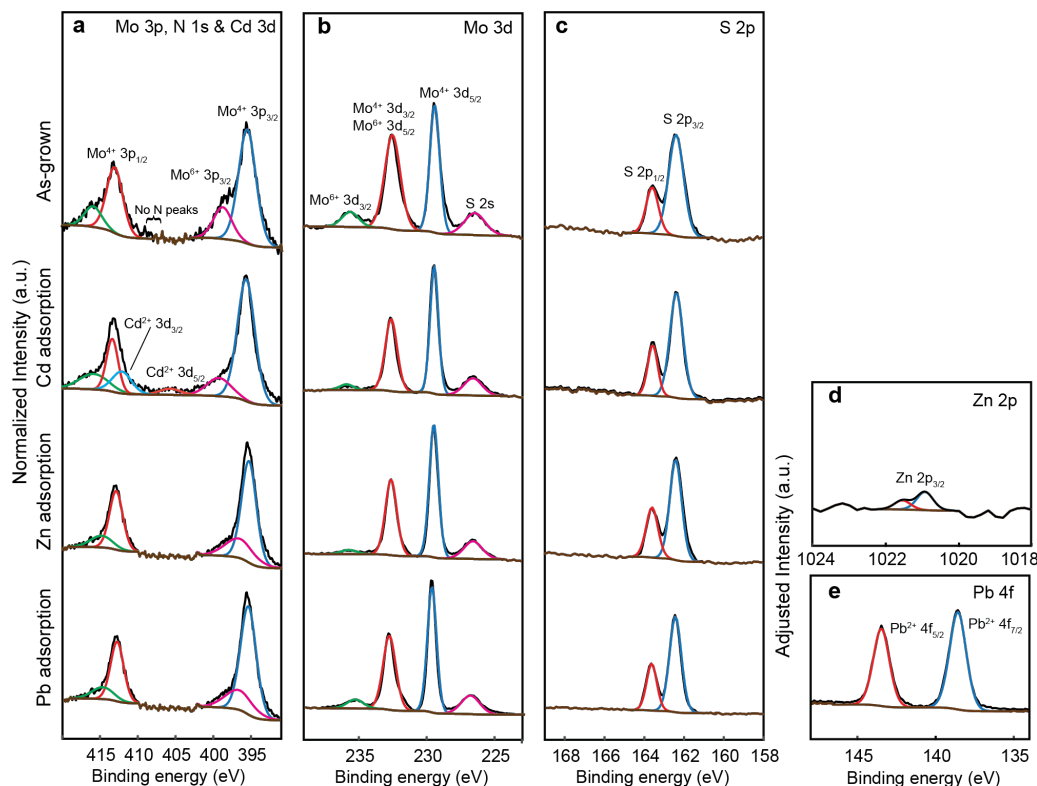 a Mo 3p, N 1s & Cd 3d
b Mo 3d
c S 2p
Normalized Intensity (a.u.)
As-grown
Cd adsorption
Zn adsorption
Pb adsorption
Mo⁴⁺ 3p₃/₂
Mo⁴⁺ 3p₁/₂
Mo⁶⁺ 3p₃/₂
No N peaks
Cd²⁺ 3d₃/₂
Cd²⁺ 3d₅/₂
415 410 405 400 395
Binding energy (eV)
Mo⁴⁺ 3d₅/₂
Mo⁴⁺ 3d₃/₂
Mo⁶⁺ 3d₅/₂
Mo⁶⁺ 3d₃/₂
S 2s
235 230 225
Binding energy (eV)
S 2p₃/₂
S 2p₁/₂
168 166 164 162 160 158
Binding energy (eV)
Adjusted Intensity (a.u.)
d Zn 2p
Zn 2p₃/₂
1024 1022 1020 1018
e Pb 4f
Pb²⁺ 4f₅/₂
Pb²⁺ 4f₇/₂
145 140 135
Binding energy (eV)